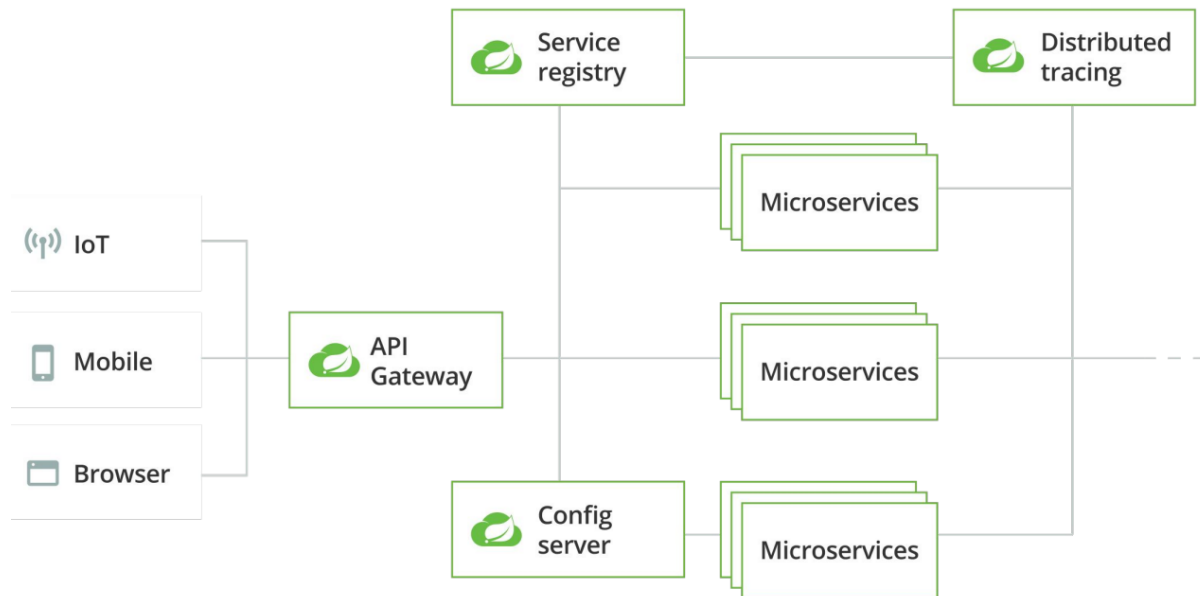 Service
registry
Distributed
tracing
Microservices
IoT
Mobile
Browser
API
Gateway
Microservices
Config
server
Microservices